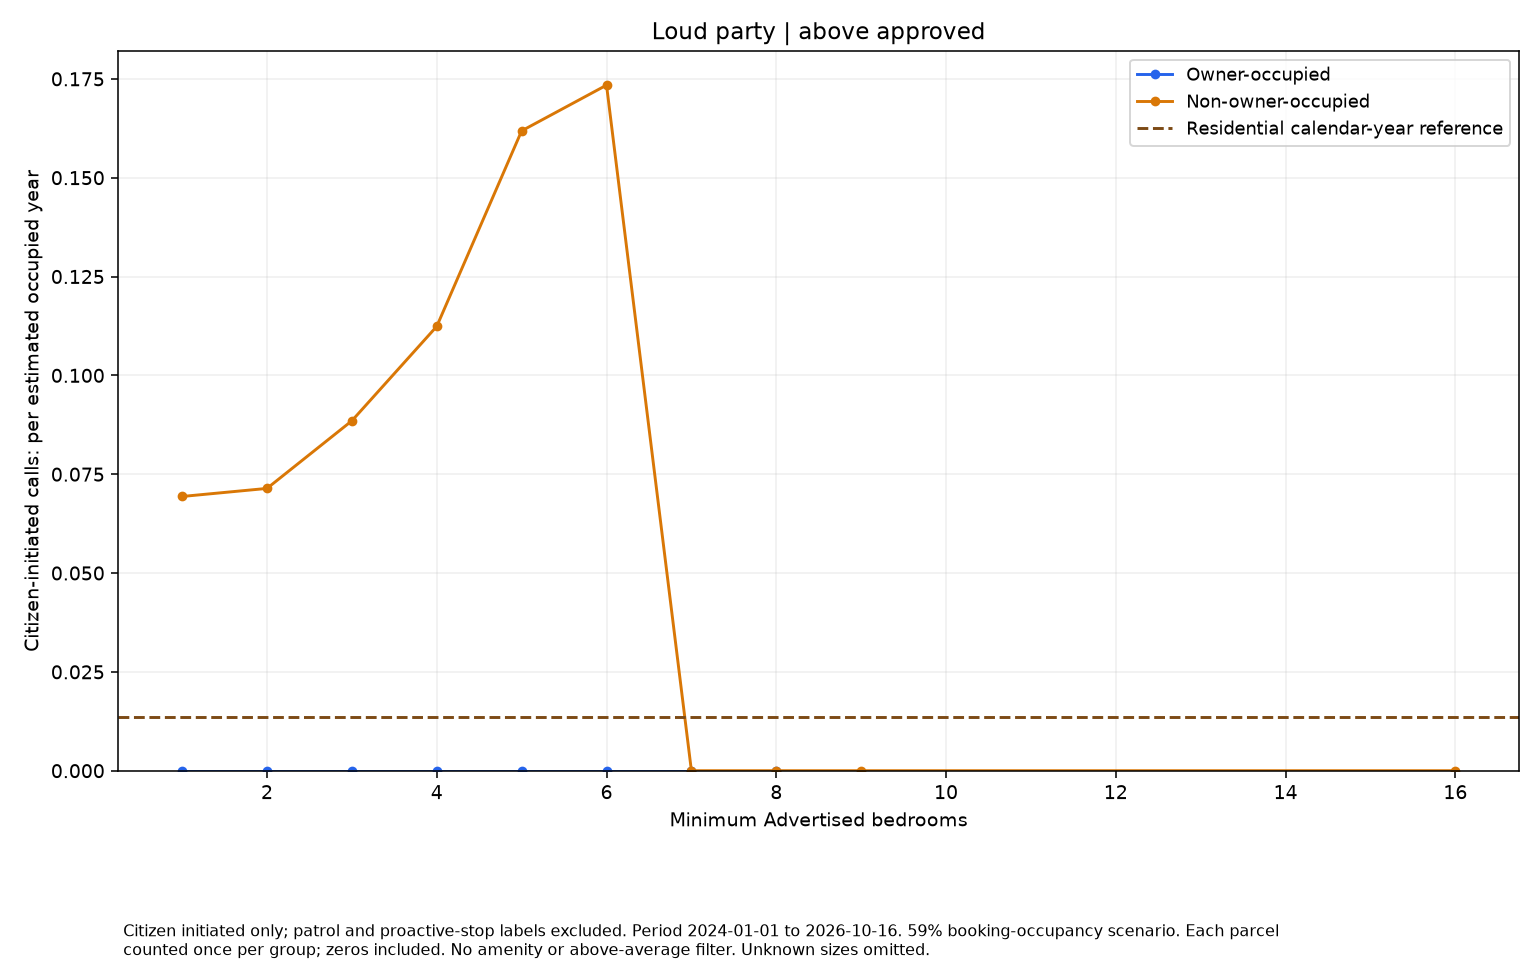 Loud party | above approved
Owner-occupied
Non-owner-occupied
Residential calendar-year reference
Citizen-initiated calls: per estimated occupied year
0.175
0.150
0.125
0.100
0.075
0.050
0.025
0.000
2 4 6 8 10 12 14 16
Minimum Advertised bedrooms
Citizen initiated only; patrol and proactive-stop labels excluded. Period 2024-01-01 to 2026-10-16. 59% booking-occupancy scenario. Each parcel
counted once per group; zeros included. No amenity or above-average filter. Unknown sizes omitted.